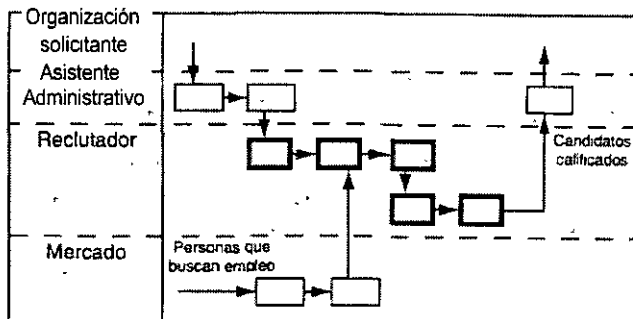 Organización
solicitante
Asistente
Administrativo
Reclutador
Candidatos
calificados
Mercado
Personas que
buscan empleo